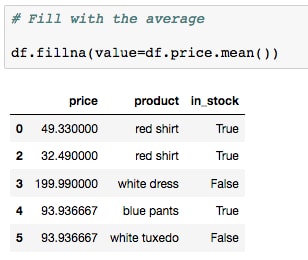 # Fill with the average
df.fillna(value=df.price.mean())
price product in_stock
0 49.330000 red shirt True
2 32.490000 red shirt True
3 199.990000 white dress False
4 93.936667 blue pants True
5 93.936667 white tuxedo False